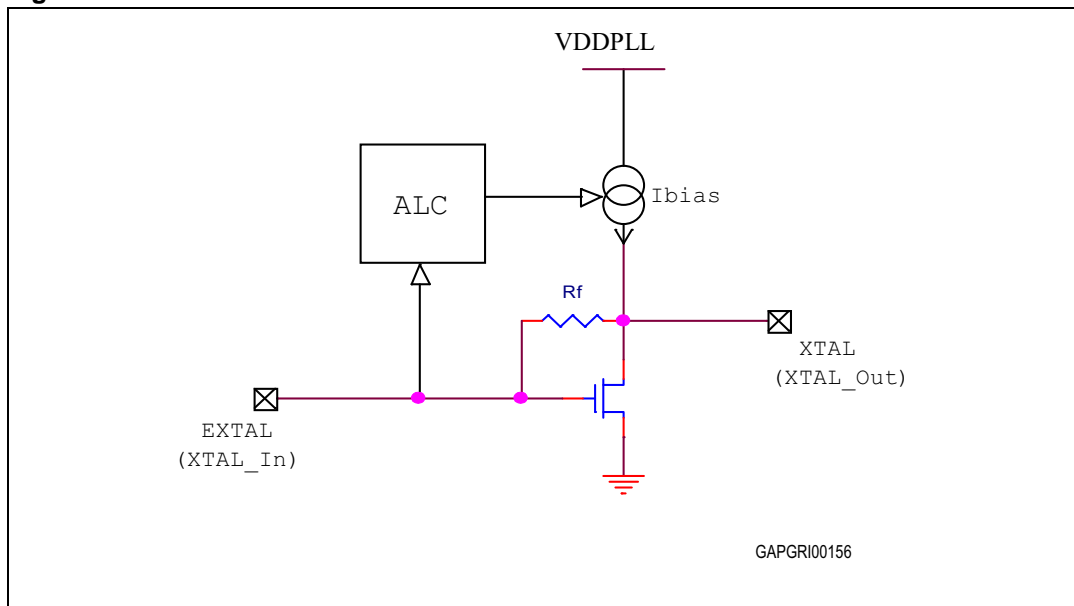 VDDPLL
ALC
Ibias
Rf
XTAL
(XTAL_Out)
EXTAL
(XTAL_In)
GAPGRI00156